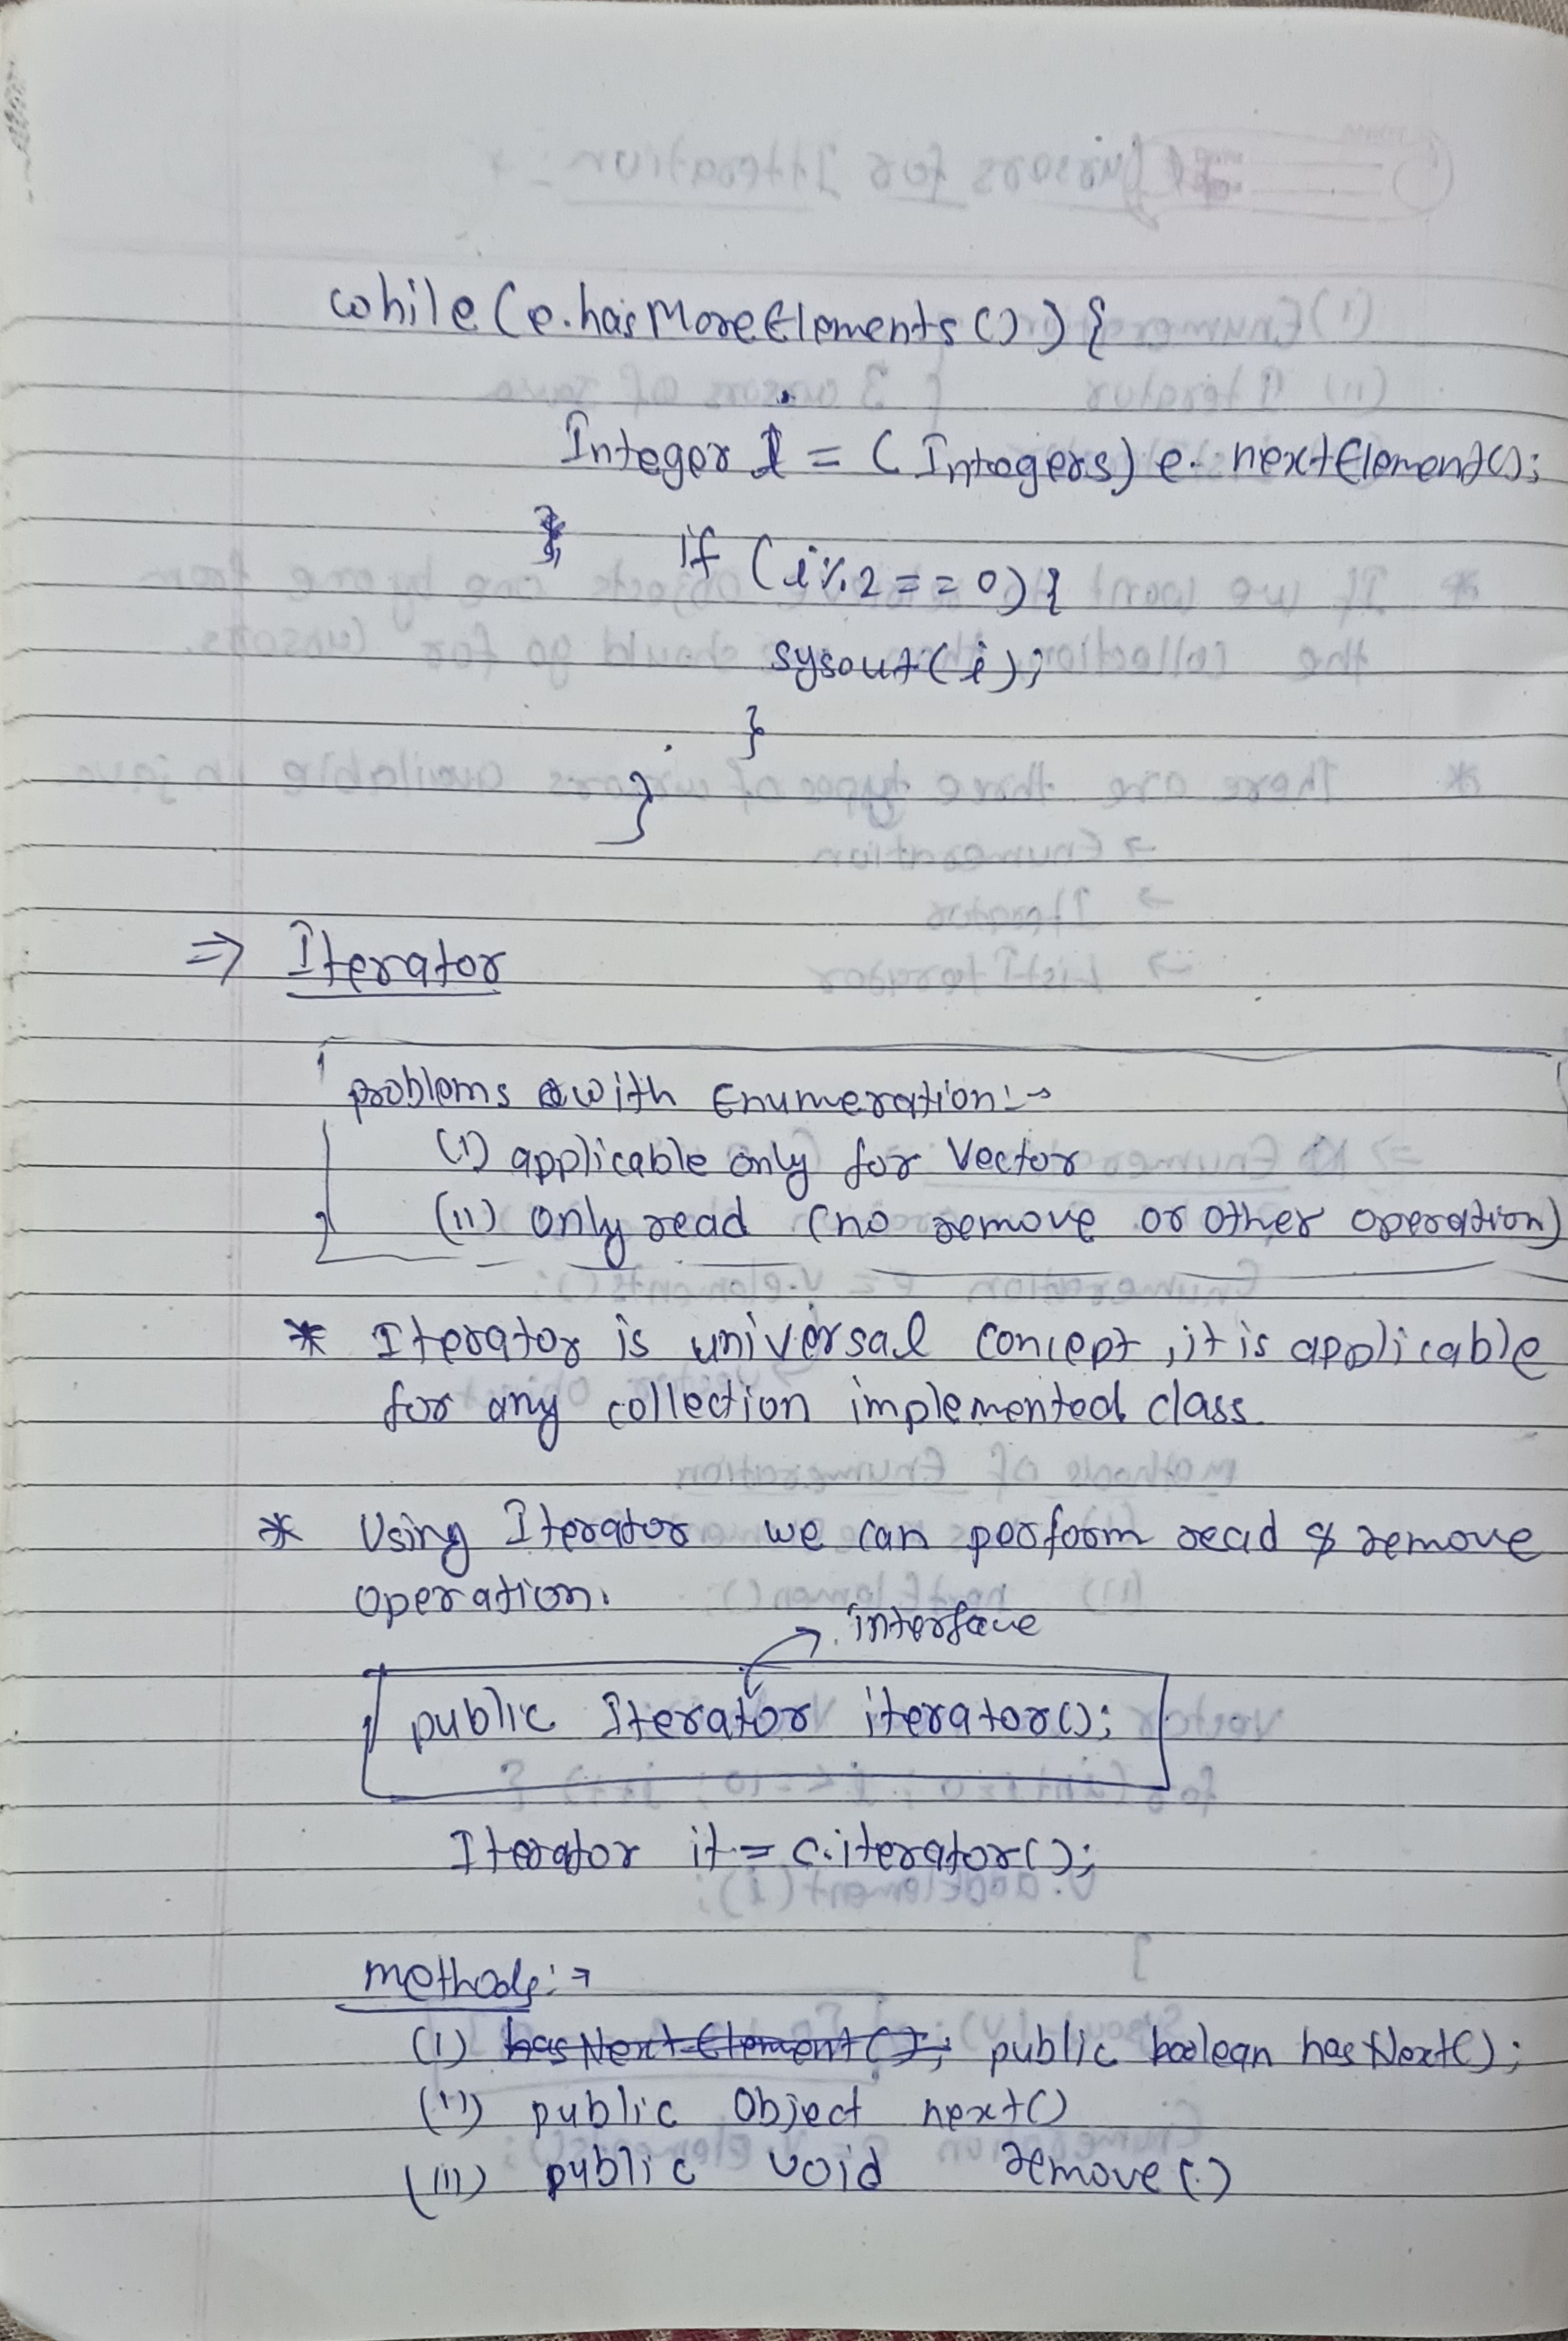 while(e.hasMoreElements()){
Integer I = (Integers) e. nextElement();
if (i%2==0){
sysout(i);
}
}
=> Iterator
problems with Enumeration:→
(i) applicable only for Vector
(ii) only read (no remove or other operation)
* Iterator is universal concept, it is applicable
for any collection implemented class.
* Using Iterator we can perform read & remove
operation.
interface
public Iterator iterator();
Iterator it = c.iterator();
methods:→
(i) hasNextElement(); public boolean hasNext();
(ii) public Object next()
(iii) public void remove()